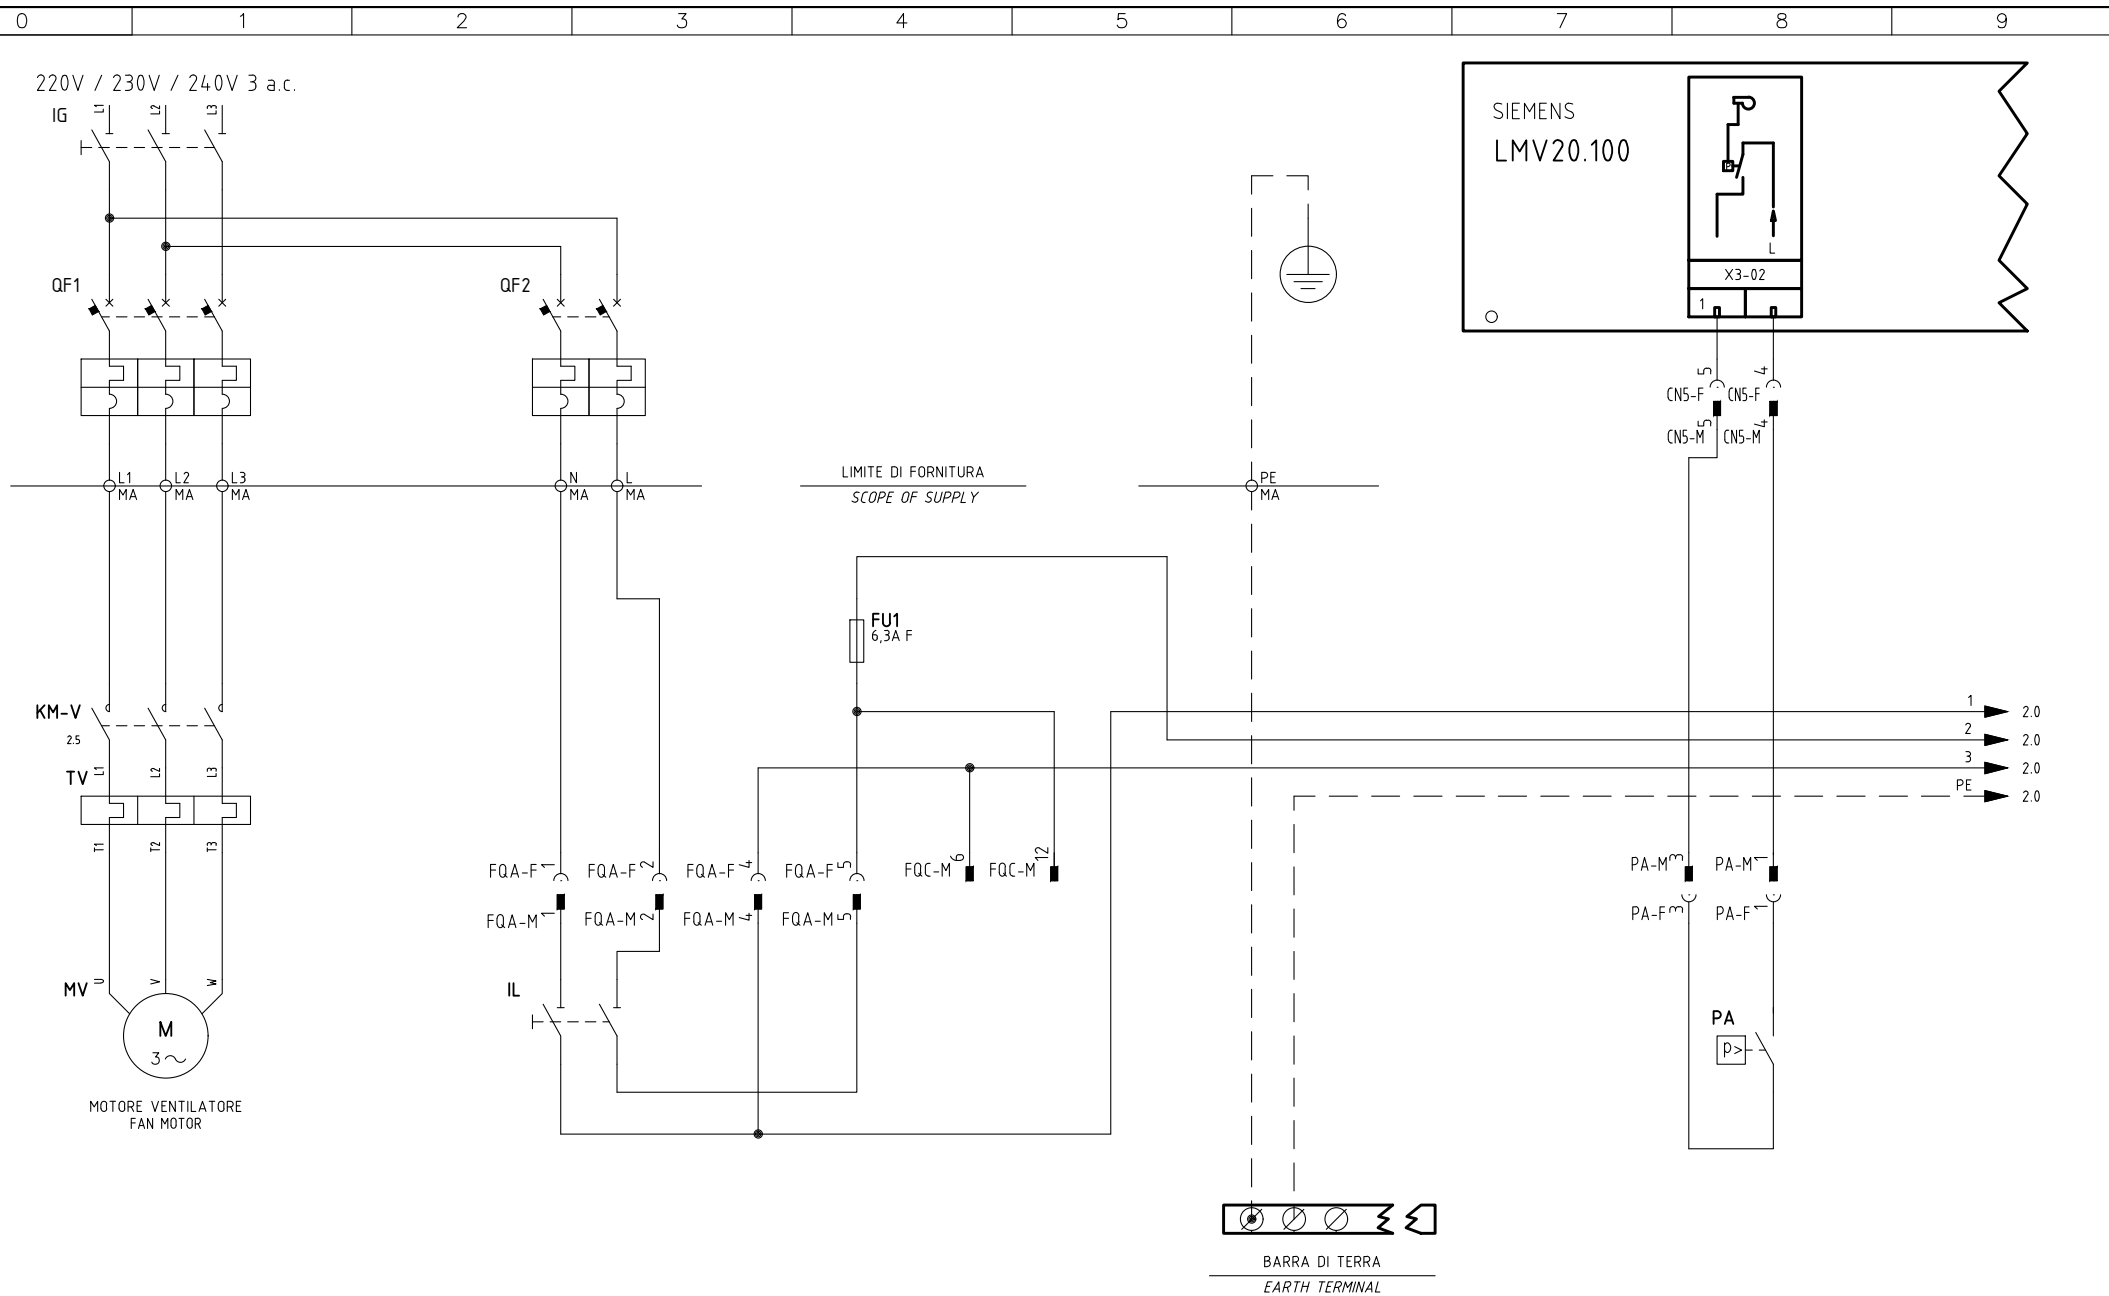 0 1 2 3 4 5 6 7 8 9
220V / 230V / 240V 3 a.c.
IG L1 L2 L3
SIEMENS
LMV20.100
P
L
X3-02
1
QF1 QF2
5 4
CN5-F CN5-F
5 4
CN5-M CN5-M
L1 L2 L3 N L PE
MA MA MA MA MA MA
LIMITE DI FORNITURA
SCOPE OF SUPPLY
FU1
6,3A F
KM-V
2.5
1 2.0
2 2.0
3 2.0
PE 2.0
TV L1 L2 L3
T1 T2 T3
FQA-F 1 FQA-F 2 FQA-F 4 FQA-F 5 FQC-M 6 FQC-M 12
PA-M 3 PA-M 1
FQA-M 1 FQA-M 2 FQA-M 4 FQA-M 5
PA-F 3 PA-F 1
MV U V W
IL
M
3~
PA
p>
MOTORE VENTILATORE
FAN MOTOR
BARRA DI TERRA
EARTH TERMINAL